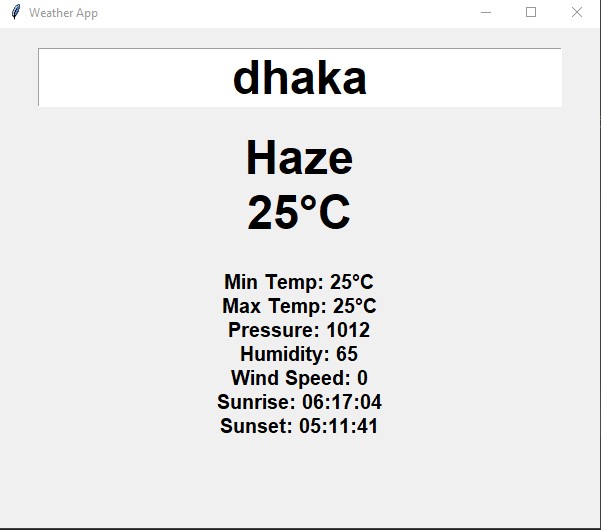 Weather App
dhaka
Haze
25°C
Min Temp: 25°C
Max Temp: 25°C
Pressure: 1012
Humidity: 65
Wind Speed: 0
Sunrise: 06:17:04
Sunset: 05:11:41